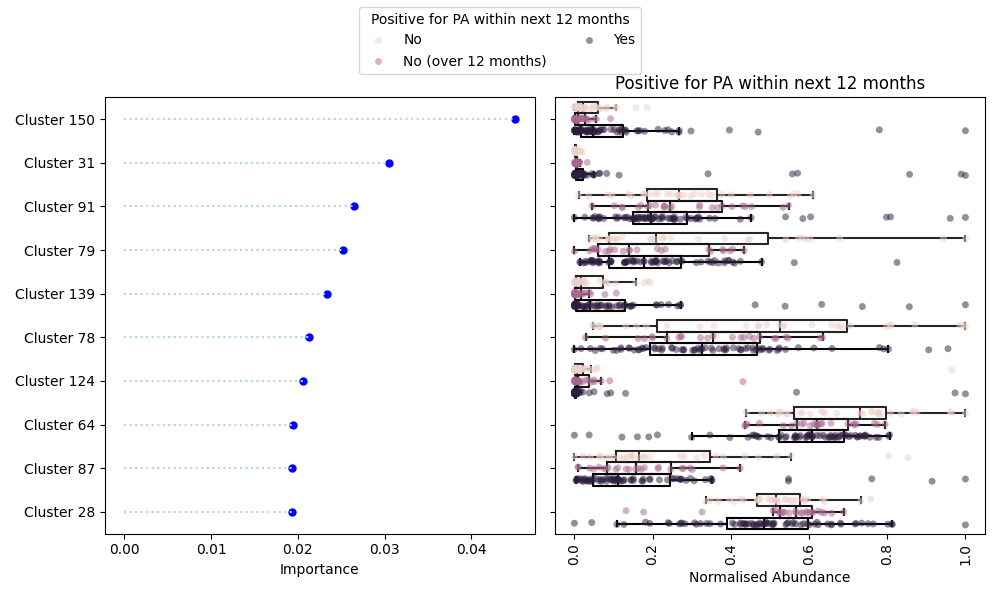 Positive for PA within next 12 months
No
Yes
No (over 12 months)
Positive for PA within next 12 months
Cluster 150
Cluster 31
Cluster 91
Cluster 79
Cluster 139
Cluster 78
Cluster 124
Cluster 64
Cluster 87
Cluster 28
0.00 0.01 0.02 0.03 0.04
Importance
0.0 0.2 0.4 0.6 0.8 1.0
Normalised Abundance